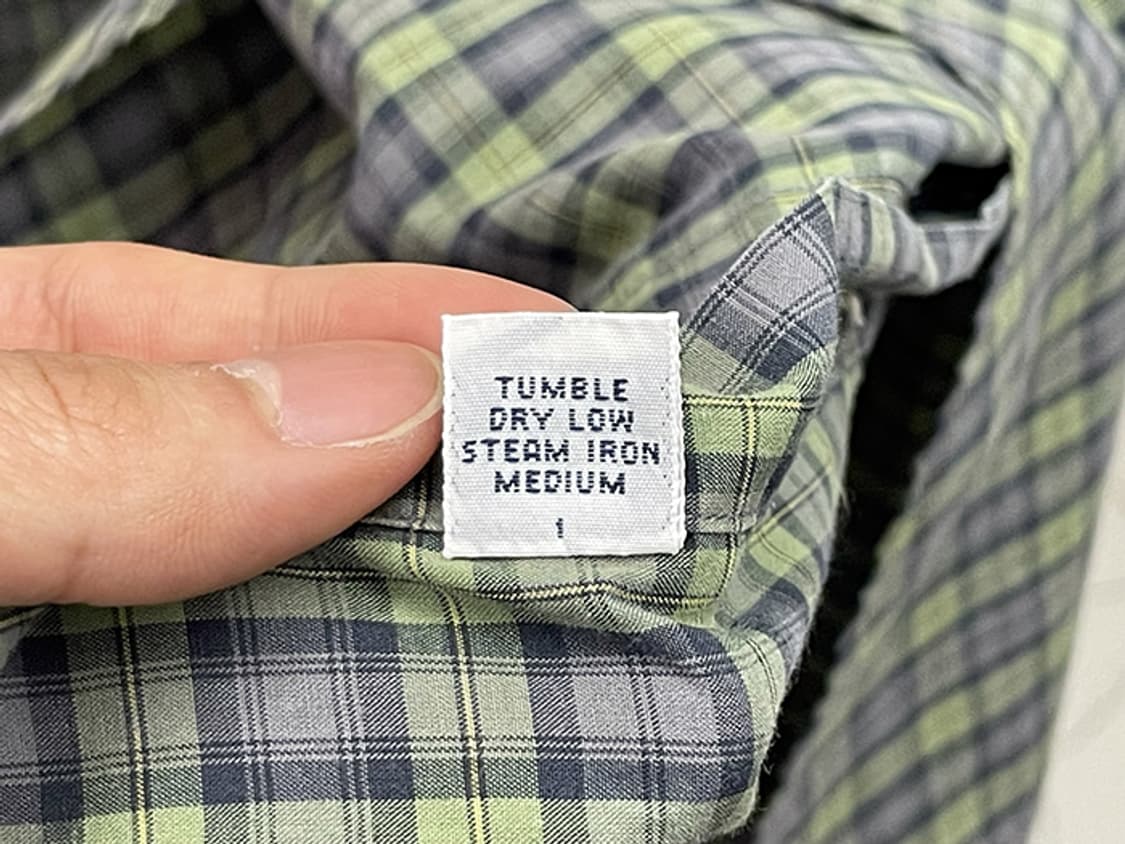 TUMBLE
DRY LOW
STEAM IRON
MEDIUM
1